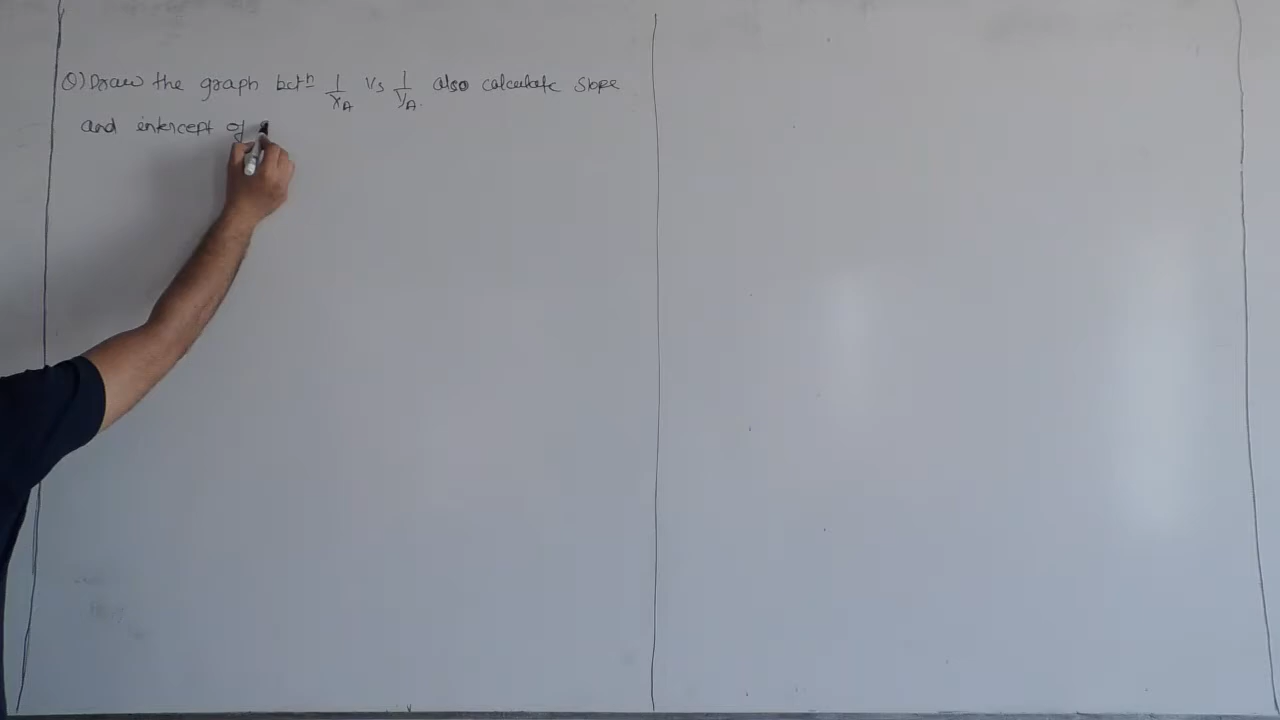 Q) Draw the graph betⁿ 1/xA Vs 1/yA. also calculate slope
and intercept of